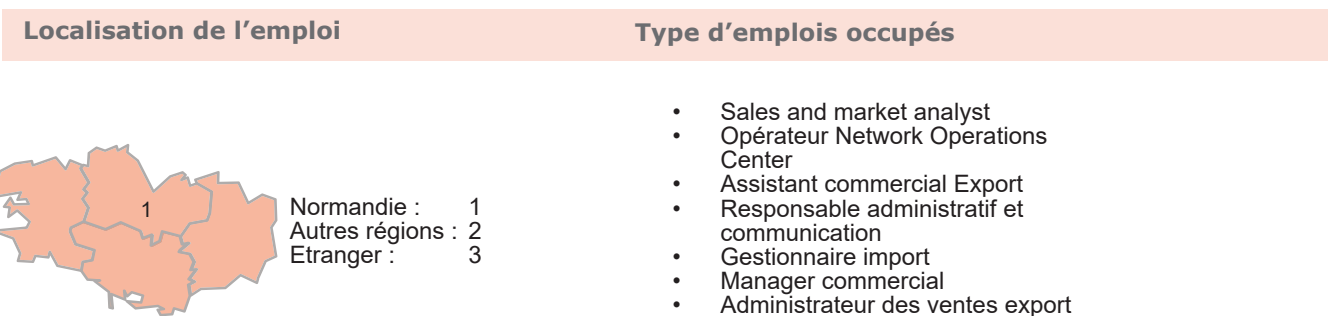 Localisation de l’emploi
Type d’emplois occupés
1
Normandie : 1
Autres régions : 2
Etranger : 3
• Sales and market analyst
• Opérateur Network Operations
Center
• Assistant commercial Export
• Responsable administratif et
communication
• Gestionnaire import
• Manager commercial
• Administrateur des ventes export